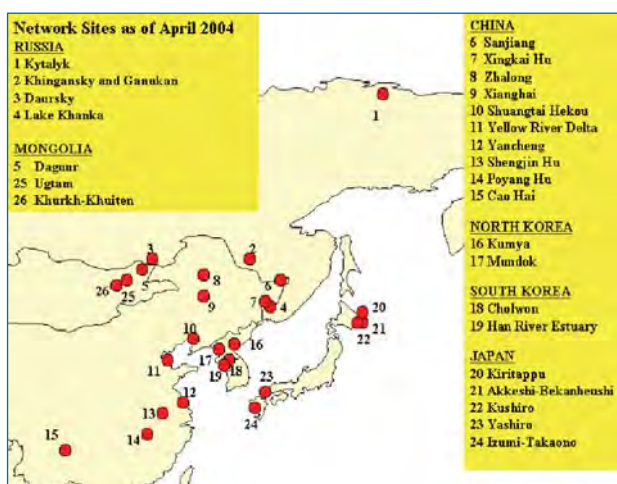 Network Sites as of April 2004
RUSSIA
1 Kytalyk
2 Khingansky and Ganukan
3 Daursky
4 Lake Khanka
MONGOLIA
5 Daguur
25 Ugtam
26 Khurkh-Khuiten
CHINA
6 Sanjiang
7 Xingkai Hu
8 Zhalong
9 Xianghai
10 Shuangtai Hekou
11 Yellow River Delta
12 Yancheng
13 Shengjin Hu
14 Poyang Hu
15 Cao Hai
NORTH KOREA
16 Kumya
17 Mundok
SOUTH KOREA
18 Cholwon
19 Han River Estuary
JAPAN
20 Kiritappu
21 Akkeshi-Bekanbeushi
22 Kushiro
23 Yashiro
24 Izumi-Takaono
1
3
2
5
26
25
8
6
9
7
4
20
21
22
10
16
17
18
19
11
23
24
12
13
14
15